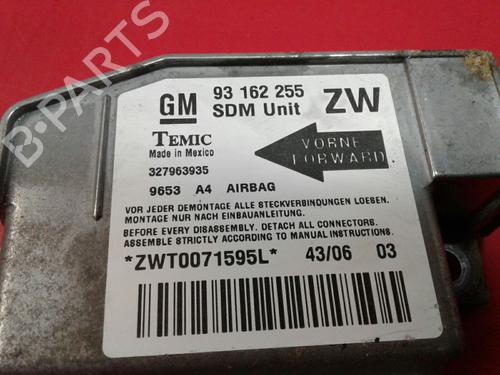 GM 93 162 255 ZW
SDM Unit
TEMIC
Made in Mexico
VORNE
FORWARD
327963935
9653 A4 AIRBAG
VOR JEDER DEMONTAGE ALLE STECKVERBINDUNGEN LOESEN.
MONTAGE NUR NACH EINBAUANLEITUNG.
BEFORE EVERY DISASSEMBLY. DETACH ALL CONNECTORS.
ASSEMBLE STRICTLY ACCORDING TO MANUAL INSTRUCTIONS.
*ZWT0071595L* 43/06 03
B-PARTS